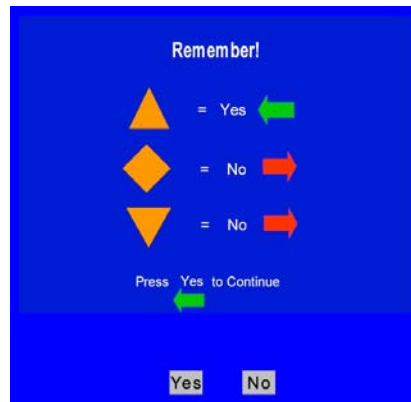 Remember!
= Yes
= No
= No
Press Yes to Continue
Yes No